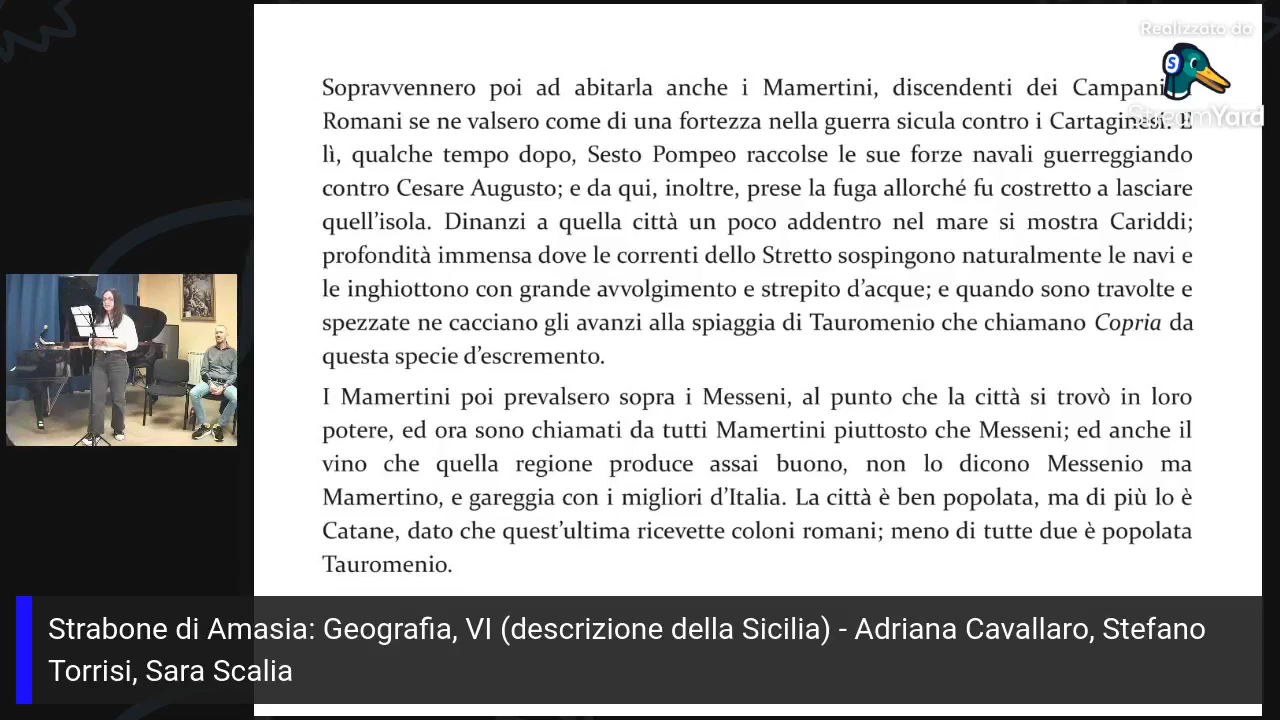 Realizzato da
S
StreamYard
Sopravvennero poi ad abitarla anche i Mamertini, discendenti dei Campani
Romani se ne valsero come di una fortezza nella guerra sicula contro i Cartaginesi. E
lì, qualche tempo dopo, Sesto Pompeo raccolse le sue forze navali guerreggiando
contro Cesare Augusto; e da qui, inoltre, prese la fuga allorché fu costretto a lasciare
quell'isola. Dinanzi a quella città un poco addentro nel mare si mostra Cariddi;
profondità immensa dove le correnti dello Stretto sospingono naturalmente le navi e
le inghiottono con grande avvolgimento e strepito d'acque; e quando sono travolte e
spezzate ne cacciano gli avanzi alla spiaggia di Tauromenio che chiamano Copria da
questa specie d'escremento.
I Mamertini poi prevalsero sopra i Messeni, al punto che la città si trovò in loro
potere, ed ora sono chiamati da tutti Mamertini piuttosto che Messeni; ed anche il
vino che quella regione produce assai buono, non lo dicono Messenio ma
Mamertino, e gareggia con i migliori d'Italia. La città è ben popolata, ma di più lo è
Catane, dato che quest'ultima ricevette coloni romani; meno di tutte due è popolata
Tauromenio.
Strabone di Amasia: Geografia, VI (descrizione della Sicilia) - Adriana Cavallaro, Stefano
Torrisi, Sara Scalia